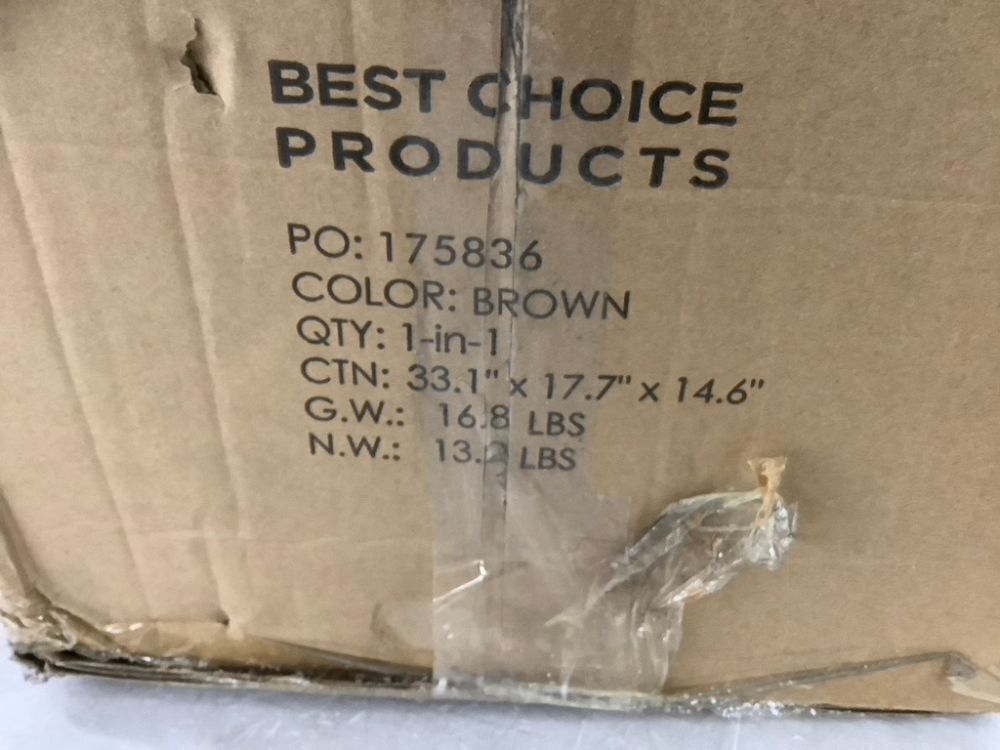 BEST CHOICE
PRODUCTS
PO: 175836
COLOR: BROWN
QTY: 1-in-1
CTN: 33.1" x 17.7" x 14.6"
G.W.: 16.8 LBS
N.W.: LBS